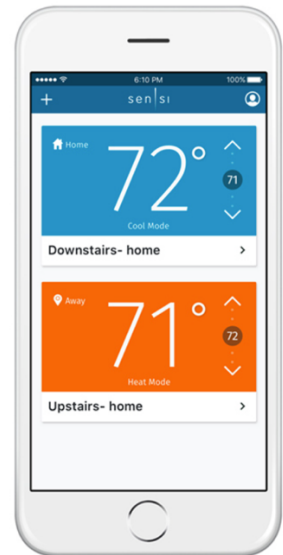 6:10 PM
100%
+
sensi
Home
72°
71
Cool Mode
Downstairs- home
Away
71°
72
Heat Mode
Upstairs- home